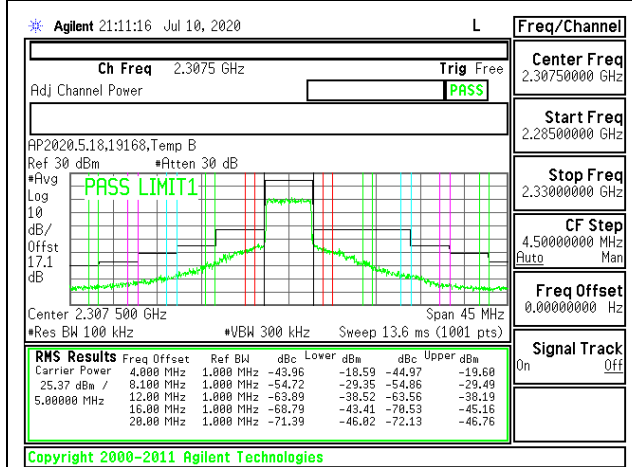 Agilent 21:11:16 Jul 10, 2020 L
Freq/Channel
Ch Freq 2.3075 GHz Trig Free
Adj Channel Power PASS
AP2020.5.18,19168,Temp B
Ref 30 dBm #Atten 30 dB
#Avg
Log
10
dB/
Offst
17.1
dB
PASS LIMIT1
Center 2.307 500 GHz Span 45 MHz
#Res BW 100 kHz #VBW 300 kHz Sweep 13.6 ms (1001 pts)
RMS Results Freq Offset Ref BW dBc Lower dBm dBc Upper dBm
Carrier Power 4.000 MHz 1.000 MHz -43.96 -18.59 -44.97 -19.60
25.37 dBm / 8.100 MHz 1.000 MHz -54.72 -29.35 -54.86 -29.49
5.00000 MHz 12.00 MHz 1.000 MHz -63.89 -38.52 -63.56 -38.19
16.00 MHz 1.000 MHz -68.79 -43.41 -70.53 -45.16
20.00 MHz 1.000 MHz -71.39 -46.02 -72.13 -46.76
Copyright 2000-2011 Agilent Technologies
Center Freq
2.30750000 GHz
Start Freq
2.28500000 GHz
Stop Freq
2.33000000 GHz
CF Step
4.50000000 MHz
Auto Man
Freq Offset
0.00000000 Hz
Signal Track
On Off